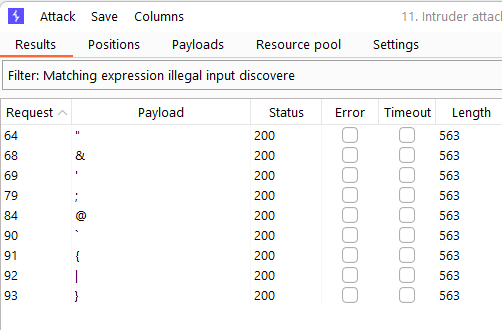 Attack Save Columns 11. Intruder attac
Results Positions Payloads Resource pool Settings
Filter: Matching expression illegal input discovere
Request Payload Status Error Timeout Length
64 " 200 563
68 & 200 563
69 ' 200 563
79 ; 200 563
84 @ 200 563
90 ` 200 563
91 { 200 563
92 | 200 563
93 } 200 563